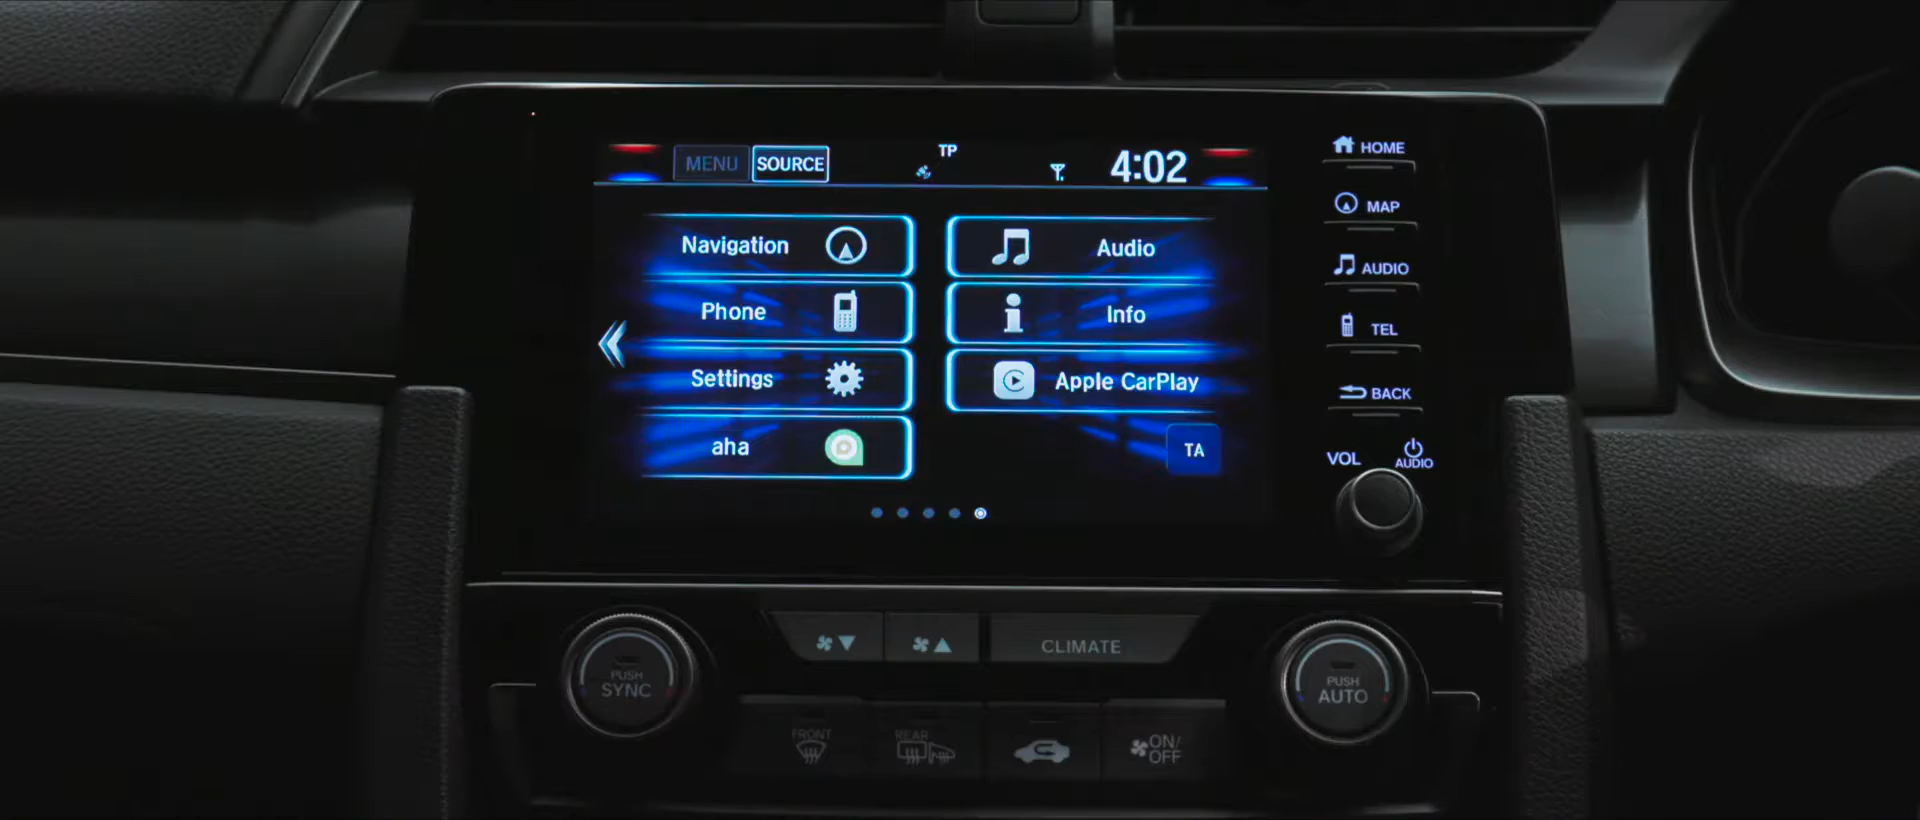 MENU SOURCE TP 4:02
Navigation
Phone
Settings
aha
Audio
Info
Apple CarPlay
TA
HOME
MAP
AUDIO
TEL
BACK
VOL
AUDIO
PUSH
SYNC
CLIMATE
PUSH
AUTO
FRONT
REAR
ON/
OFF